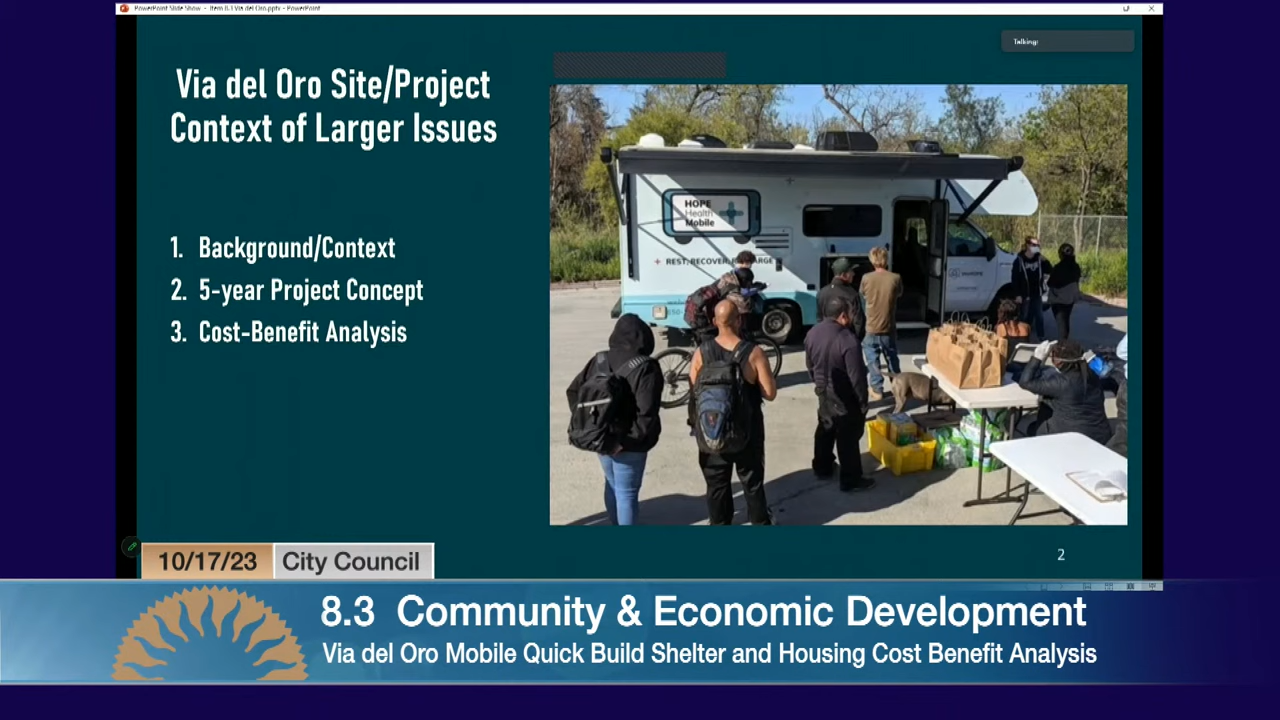 PowerPoint Slide Show - Item 8.3 Via del Oro.pptx - PowerPoint
Talking:
Via del Oro Site/Project
Context of Larger Issues
1. Background/Context
2. 5-year Project Concept
3. Cost-Benefit Analysis
HOPE
Health
Mobile
REST, RECOVER, RECHARGE
2
10/17/23 City Council
8.3 Community & Economic Development
Via del Oro Mobile Quick Build Shelter and Housing Cost Benefit Analysis